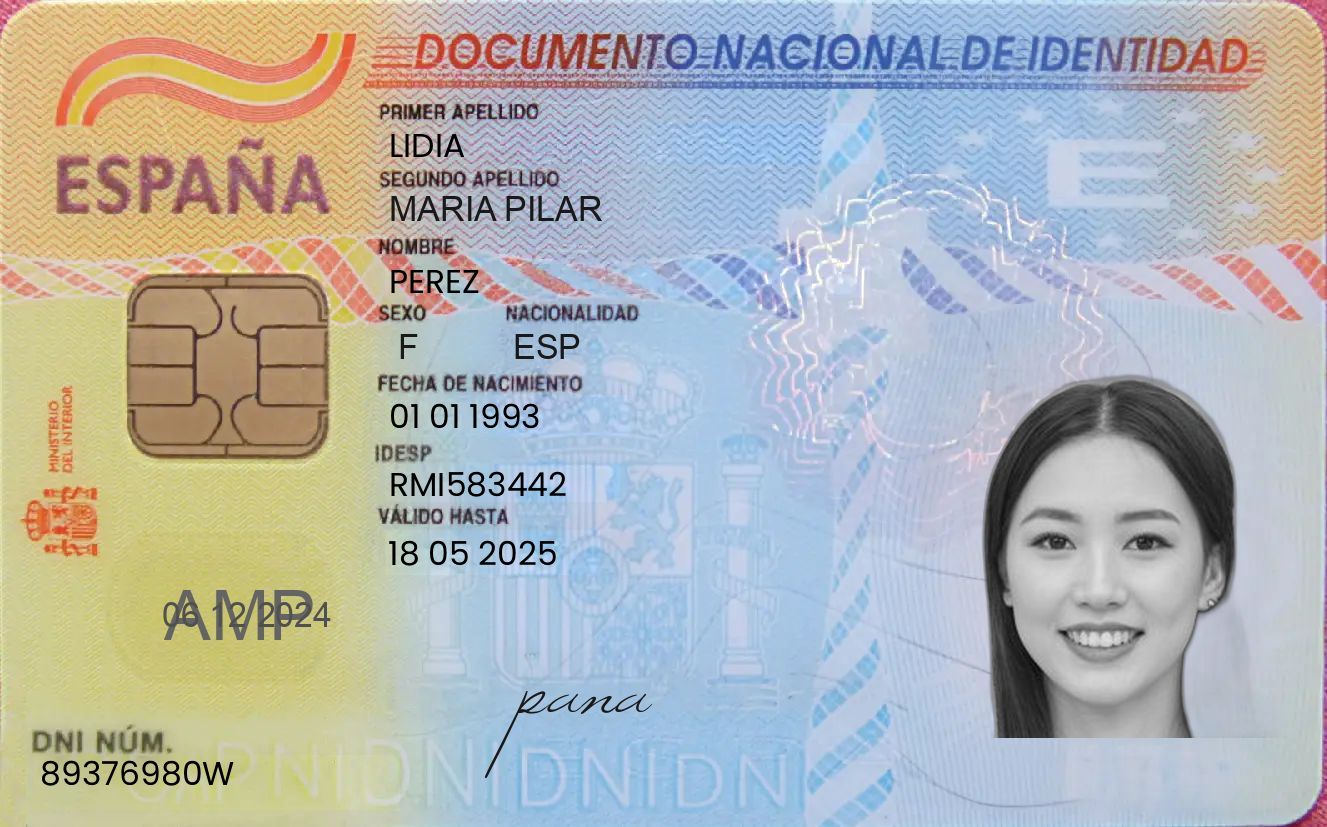 DOCUMENTO NACIONAL DE IDENTIDAD
ESPAÑA
PRIMER APELLIDO
LIDIA
SEGUNDO APELLIDO
MARIA PILAR
NOMBRE
PEREZ
SEXO NACIONALIDAD
F ESP
FECHA DE NACIMIENTO
01 01 1993
IDESP
RMI583442
VÁLIDO HASTA
18 05 2025
MINISTERIO
DEL INTERIOR
E
AMP
06 12 2024
pana
DNI NÚM.
89376980W
DNIDNIDNIDNI